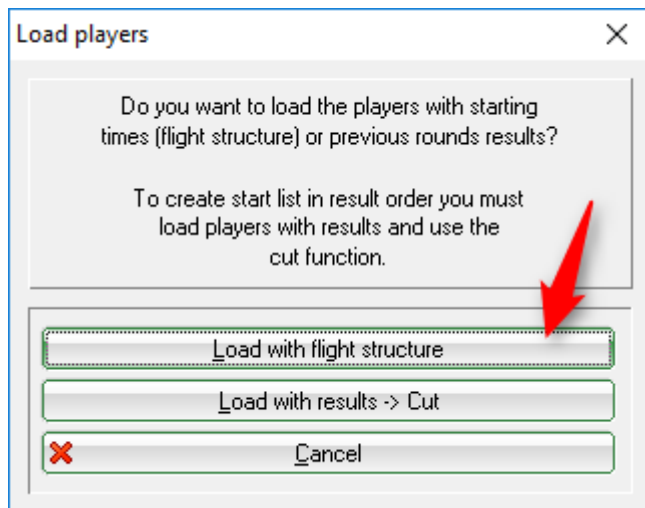 Load players
Do you want to load the players with starting
times (flight structure) or previous rounds results?
To create start list in result order you must
load players with results and use the
cut function.
Load with flight structure
Load with results -> Cut
Cancel